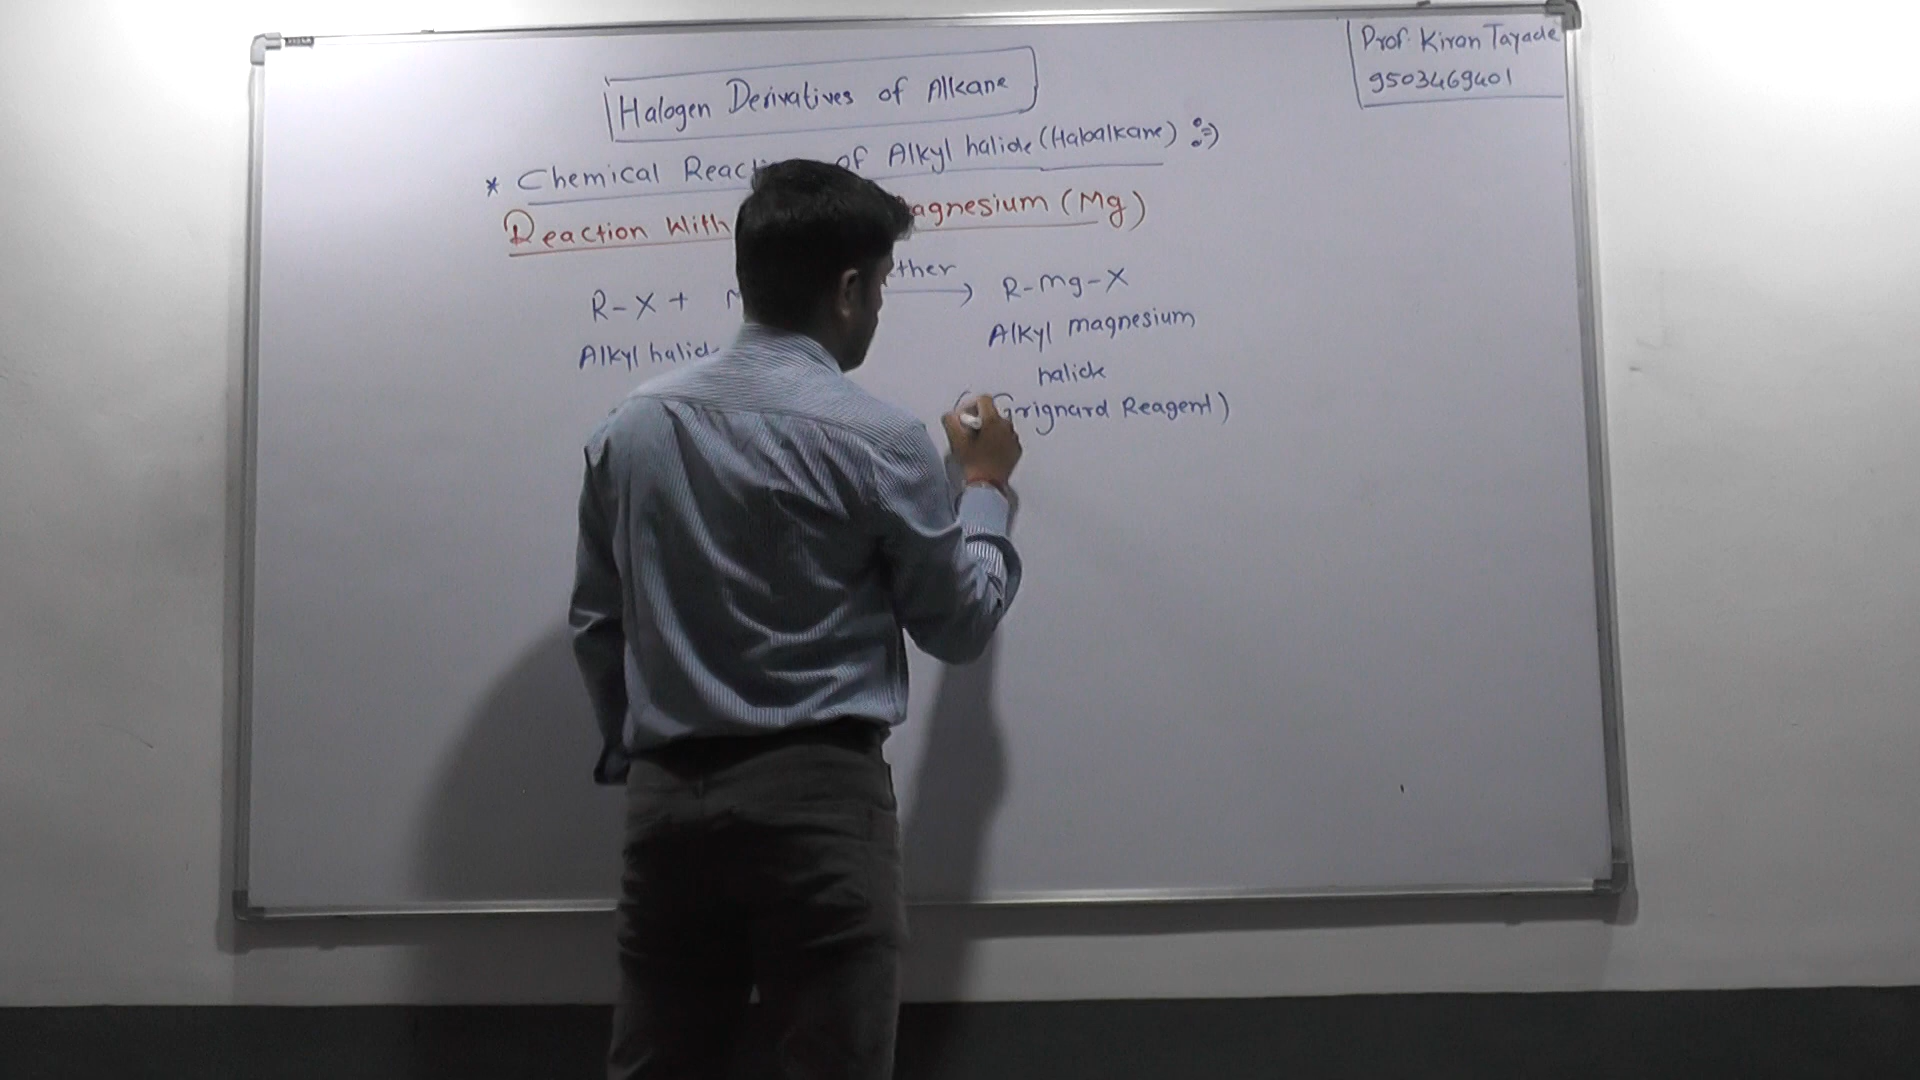 Prof. Kiran Tayade
9503469401
Halogen Derivatives of Alkane
* Chemical Reac of Alkyl halide (Haloalkane) :⇒)
Reaction With agnesium (Mg)
R-X + ther → R-Mg-X
Alkyl halid Alkyl magnesium
halide
(Grignard Reagent)